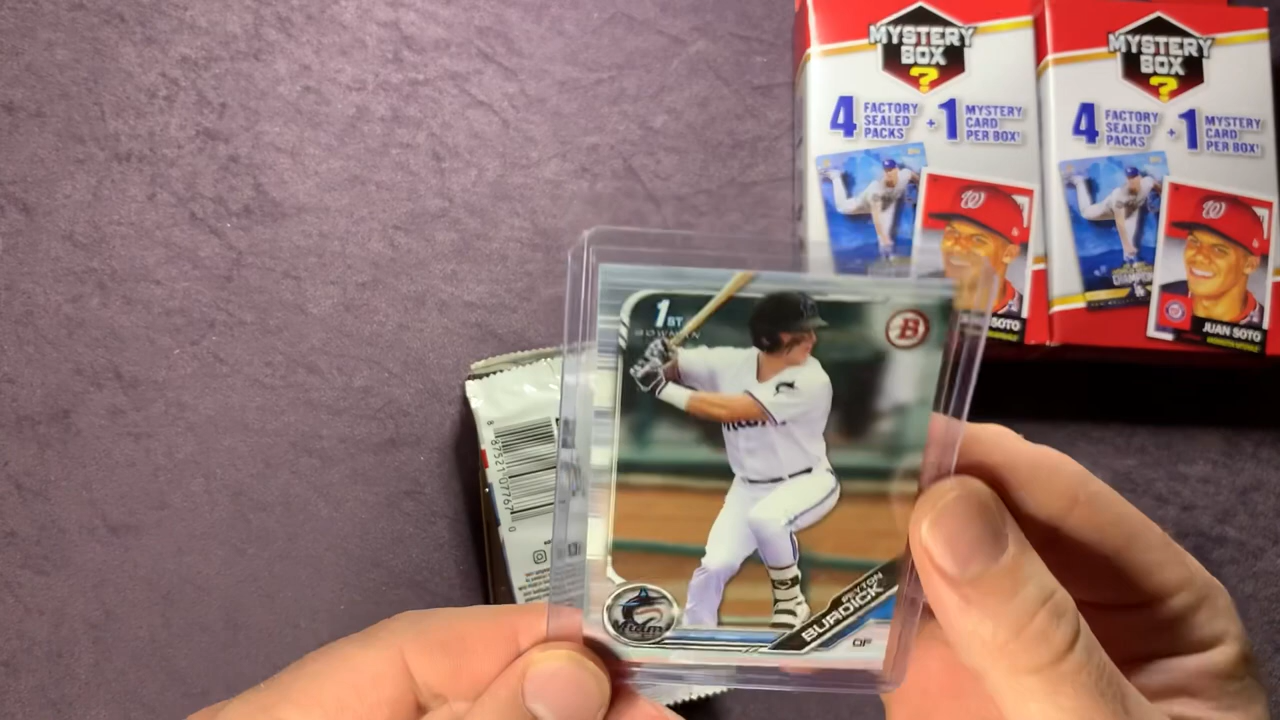 MYSTERY
BOX
?
4 FACTORY
SEALED
PACKS
+ 1 MYSTERY
CARD
PER BOX!
SOTO
MYSTERY
BOX
?
4 FACTORY
SEALED
PACKS
+ 1 MYSTERY
CARD
PER BOX!
JUAN SOTO
1ST
BOWMAN
B
Miami
PEYTON
BURDICK
OF